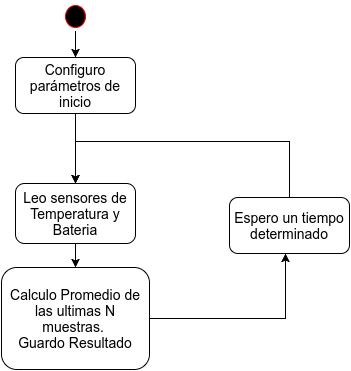 Configuro
parámetros de
inicio
Leo sensores de
Temperatura y
Bateria
Espero un tiempo
determinado
Calculo Promedio de
las ultimas N
muestras.
Guardo Resultado